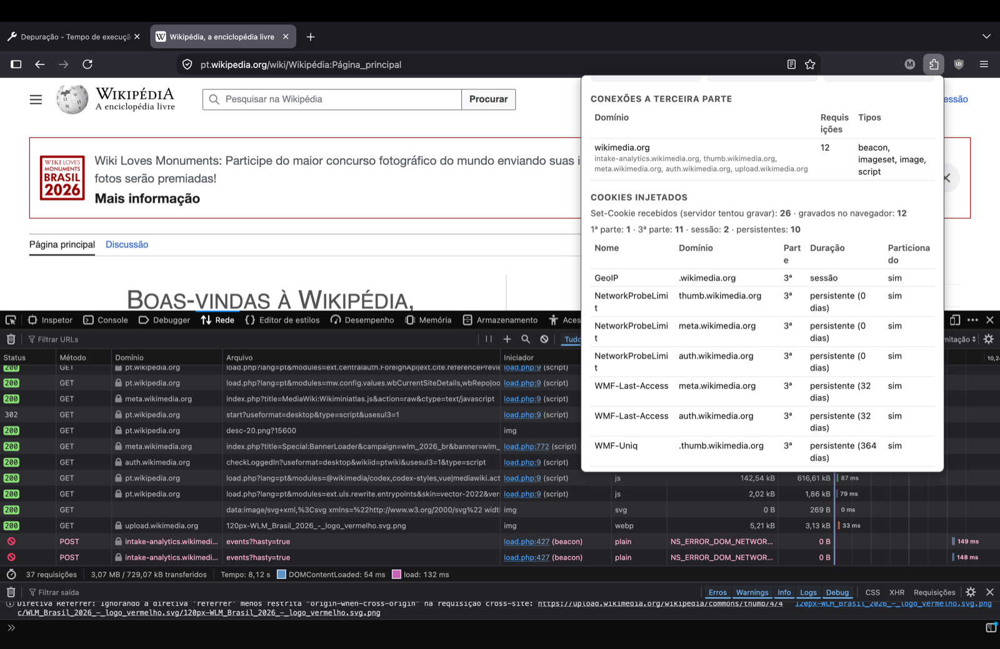 Depuração - Tempo de execuçã
Wikipédia, a enciclopédia livre
pt.wikipedia.org/wiki/Wikipédia:Página_principal
M
WIKIPÉDIA
A enciclopédia livre
Pesquisar na Wikipédia
Procurar
essão
WIKI LOVES
MONUMENTS
BRASIL
2026
Wiki Loves Monuments: Participe do maior concurso fotográfico do mundo enviando suas i
fotos serão premiadas!
Mais informação
Página principal Discussão
BOAS-VINDAS À WIKIPÉDIA,
CONEXÕES A TERCEIRA PARTE
Domínio Requis
ições Tipos
wikimedia.org 12 beacon,
imageset, image,
script
intake-analytics.wikimedia.org, thumb.wikimedia.org,
meta.wikimedia.org, auth.wikimedia.org, upload.wikimedia.org
COOKIES INJETADOS
Set-Cookie recebidos (servidor tentou gravar): 26 · gravados no navegador: 12
1ª parte: 1 · 3ª parte: 11 · sessão: 2 · persistentes: 10
Nome Domínio Part
e Duração Particiona
do
GeoIP .wikimedia.org 3ª sessão sim
NetworkProbeLimi
t thumb.wikimedia.org 3ª persistente (0
dias) sim
NetworkProbeLimi
t meta.wikimedia.org 3ª persistente (0
dias) sim
NetworkProbeLimi
t auth.wikimedia.org 3ª persistente (0
dias) sim
WMF-Last-Access meta.wikimedia.org 3ª persistente (32
dias) sim
WMF-Last-Access auth.wikimedia.org 3ª persistente (32
dias) sim
WMF-Uniq .thumb.wikimedia.org 3ª persistente (364
dias) sim
Inspetor Console Debugger Rede Editor de estilos Desempenho Memória Armazenamento Aces
Filtrar URLs Tudo mitação
Status Método Domínio Arquivo Iniciador 10,24
200 GET pt.wikipedia.org load.php?lang=pt&modules=ext.centralauth.ForeignApi|ext.cite.referencePrevie load.php:9 (script)
200 GET pt.wikipedia.org load.php?lang=pt&modules=mw.config.values.wbCurrentSiteDetails,wbRepo|oo load.php:9 (script)
200 GET meta.wikimedia.org index.php?title=MediaWiki:Wikiminiatlas.js&action=raw&ctype=text/javascript load.php:9 (script)
302 GET pt.wikipedia.org start?useformat=desktop&type=script&usesul3=1 load.php:9 (script)
200 GET pt.wikipedia.org desc-20.png?15600 img
200 GET meta.wikimedia.org index.php?title=Special:BannerLoader&campaign=wlm_2026_br&banner=wlm_ load.php:772 (script)
200 GET auth.wikimedia.org checkLoggedIn?useformat=desktop&wikiid=ptwiki&usesul3=1&type=script load.php:9 (script)
200 GET pt.wikipedia.org load.php?lang=pt&modules=@wikimedia/codex,codex-styles,vue|mediawiki.act load.php:9 (script) js 142,54 kB 616,61 kB 87 ms
200 GET pt.wikipedia.org load.php?lang=pt&modules=ext.uls.rewrite.entrypoints&skin=vector-2022&ver load.php:9 (script) js 2,02 kB 1,86 kB 79 ms
200 GET data:image/svg+xml,%3Csvg xmlns=%22http://www.w3.org/2000/svg%22 widt img svg 0 B 269 B 0 ms
200 GET upload.wikimedia.org 120px-WLM_Brasil_2026_-_logo_vermelho.svg.png img webp 5,21 kB 3,13 kB 33 ms
POST intake-analytics.wikimedi... events?hasty=true load.php:427 (beacon) plain NS_ERROR_DOM_NETWOR... 0 B 149 ms
POST intake-analytics.wikimedi... events?hasty=true load.php:427 (beacon) plain NS_ERROR_DOM_NETWOR... 0 B 148 ms
37 requisições 3,07 MB / 729,07 kB transferidos Tempo: 8,12 s DOMContentLoaded: 54 ms load: 132 ms
Filtrar saída Erros Warnings Info Logs Debug CSS XHR Requisições
Diretiva Referrer: Ignorando a diretiva 'referrer' menos restrita "origin-when-cross-origin" na requisição cross-site: https://upload.wikimedia.org/wikipedia/commons/thumb/4/4 120px-WLM_Brasil_2026_-_logo_vermelho.svg.png
c/WLM_Brasil_2026_-_logo_vermelho.svg/120px-WLM_Brasil_2026_-_logo_vermelho.svg.png